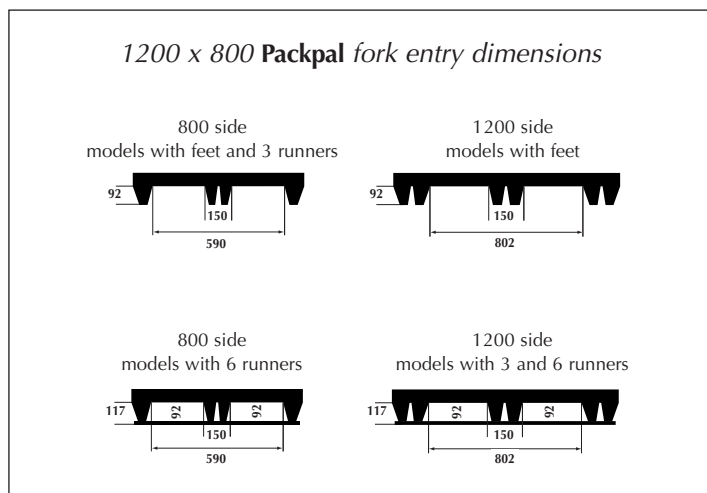 1200 x 800 Packpal fork entry dimensions
800 side
models with feet and 3 runners
92
150
590
1200 side
models with feet
92
150
802
800 side
models with 6 runners
117
92
92
150
590
1200 side
models with 3 and 6 runners
117
92
92
150
802